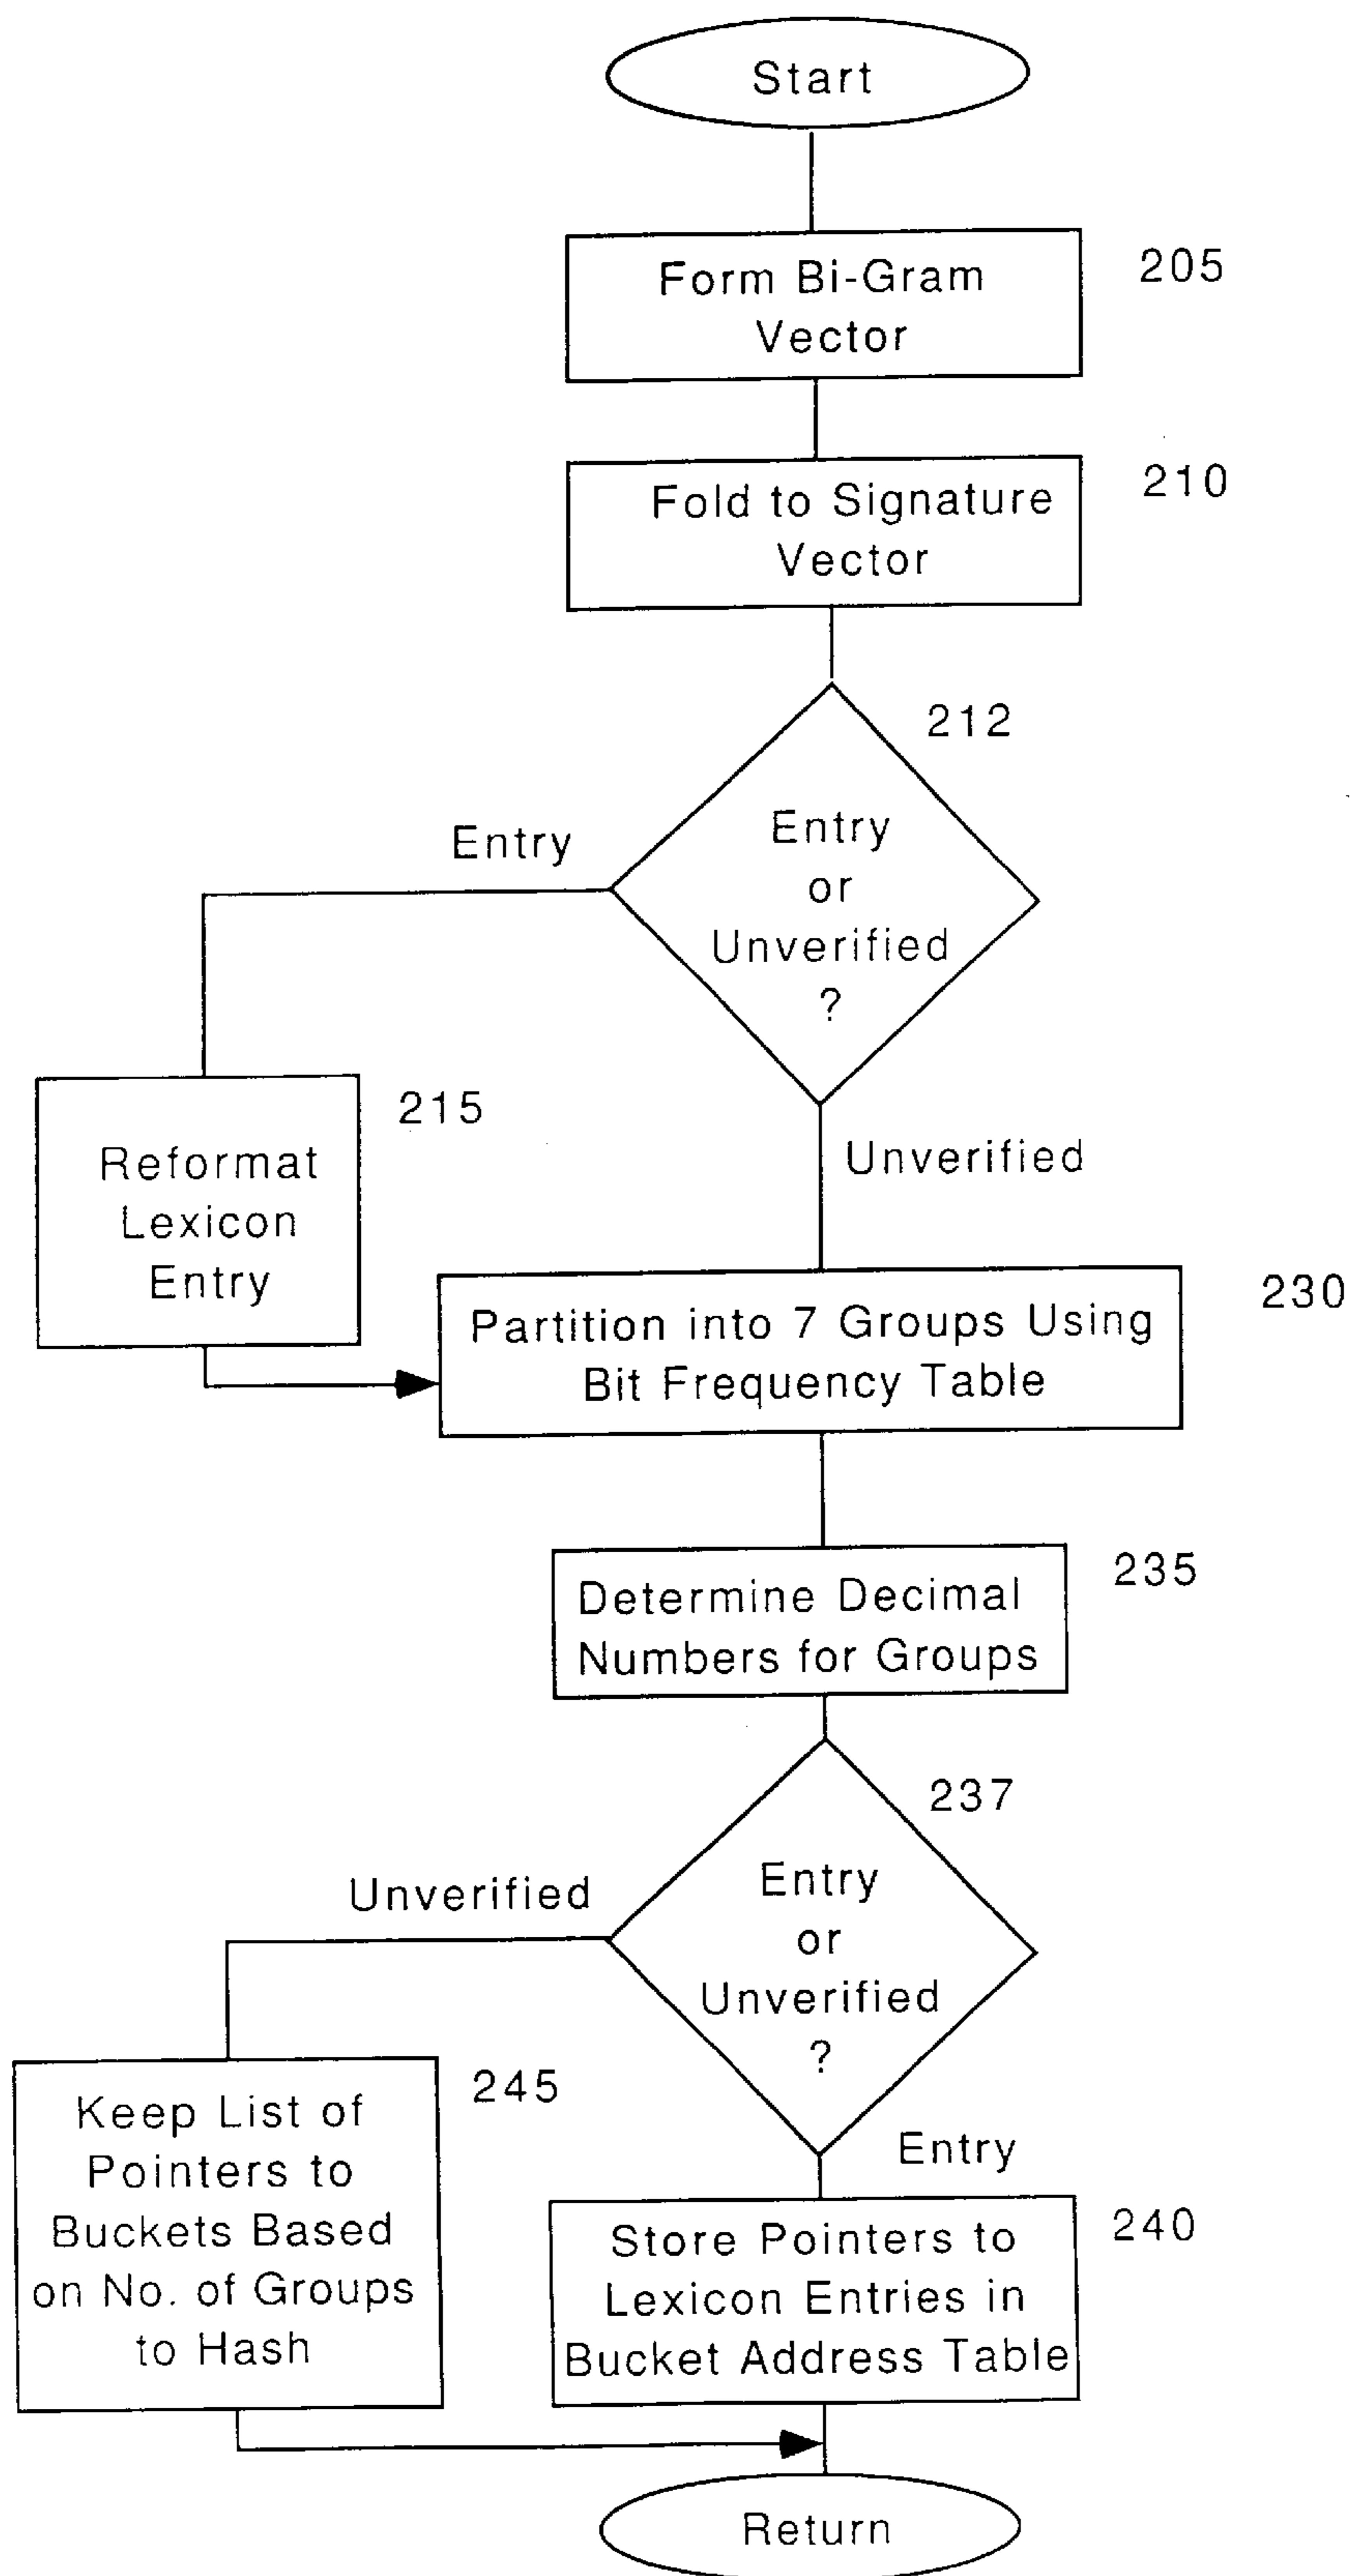 Start
Form Bi-Gram
Vector
205
Fold to Signature
Vector
210
212
Entry
or
Unverified
?
Entry
Unverified
Reformat
Lexicon
Entry
215
Partition into 7 Groups Using
Bit Frequency Table
230
Determine Decimal
Numbers for Groups
235
237
Entry
or
Unverified
?
Unverified
Entry
Keep List of
Pointers to
Buckets Based
on No. of Groups
to Hash
245
Store Pointers to
Lexicon Entries in
Bucket Address Table
240
Return